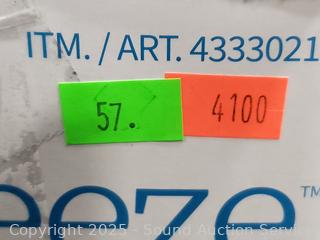 ITM. / ART. 4333021
57.
4100
eeze™
Copyright 2025 - Sound Auction Service